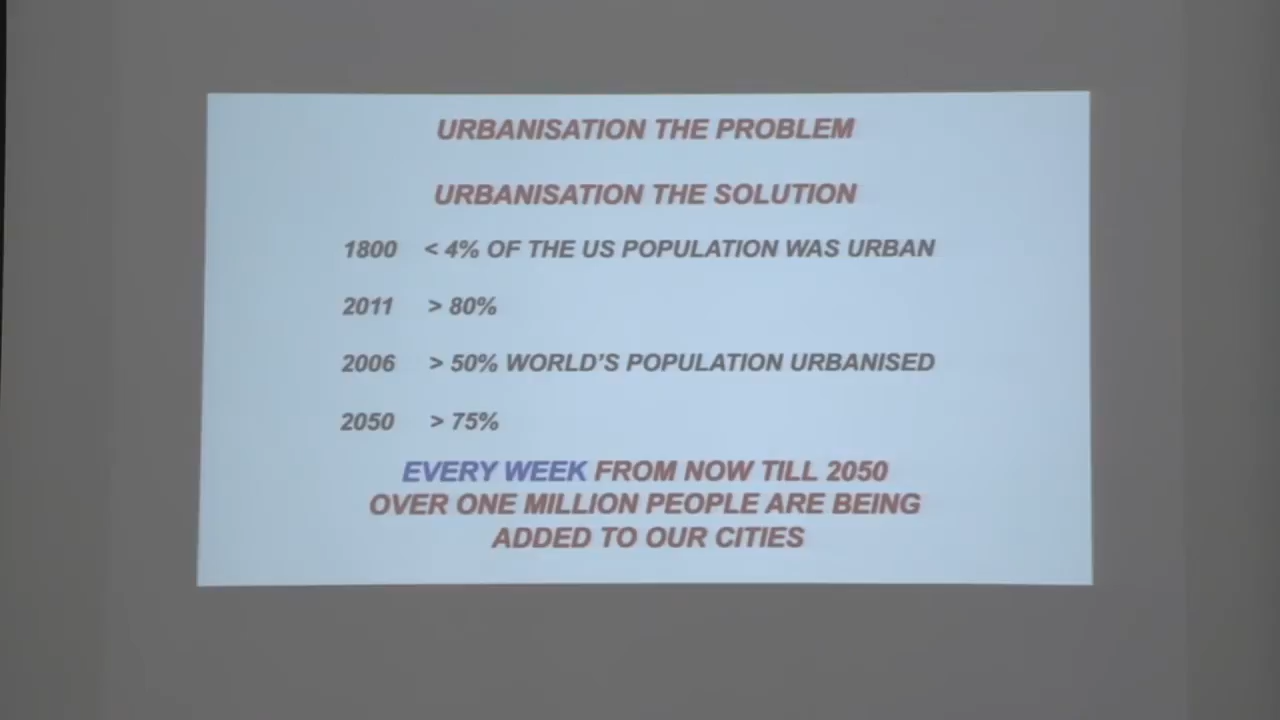 URBANISATION THE PROBLEM
URBANISATION THE SOLUTION
1800 < 4% OF THE US POPULATION WAS URBAN
2011 > 80%
2006 > 50% WORLD'S POPULATION URBANISED
2050 > 75%
EVERY WEEK FROM NOW TILL 2050
OVER ONE MILLION PEOPLE ARE BEING
ADDED TO OUR CITIES